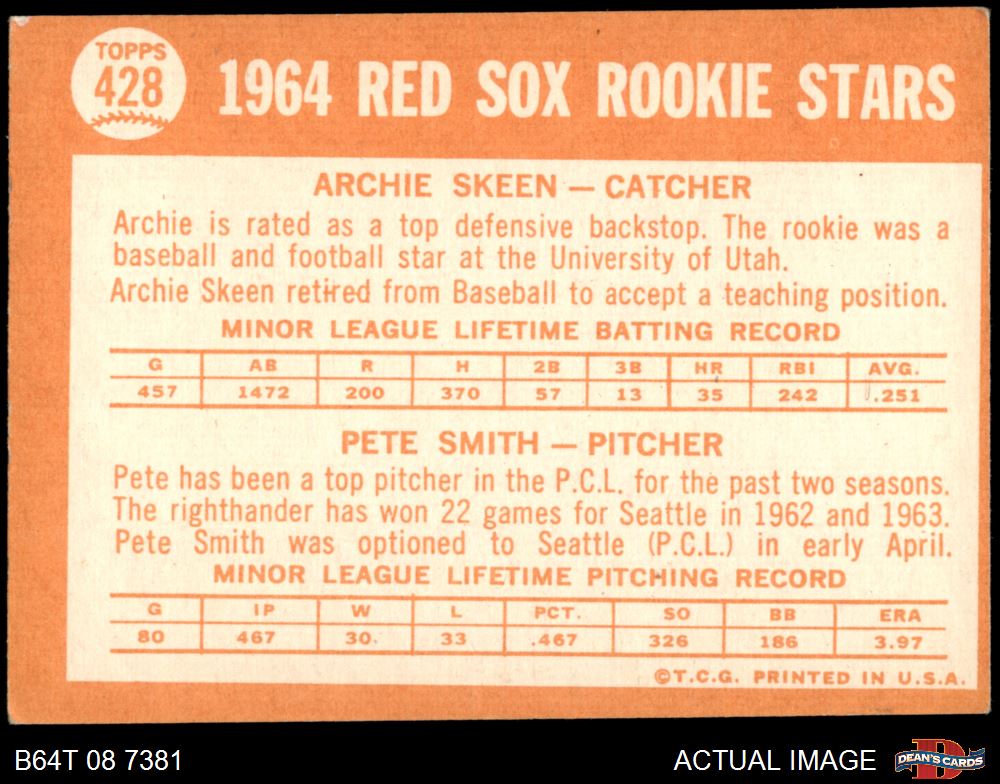 TOPPS
428
1964 RED SOX ROOKIE STARS
ARCHIE SKEEN — CATCHER
Archie is rated as a top defensive backstop. The rookie was a
baseball and football star at the University of Utah.
Archie Skeen retired from Baseball to accept a teaching position.
MINOR LEAGUE LIFETIME BATTING RECORD
G AB R H 2B 3B HR RBI AVG.
457 1472 200 370 57 13 35 242 .251
PETE SMITH — PITCHER
Pete has been a top pitcher in the P.C.L. for the past two seasons.
The righthander has won 22 games for Seattle in 1962 and 1963.
Pete Smith was optioned to Seattle (P.C.L.) in early April.
MINOR LEAGUE LIFETIME PITCHING RECORD
G IP W L PCT. SO BB ERA
80 467 30 33 .467 326 186 3.97
©T.C.G. PRINTED IN U.S.A.
B64T 08 7381
ACTUAL IMAGE
D
DEAN'S CARDS